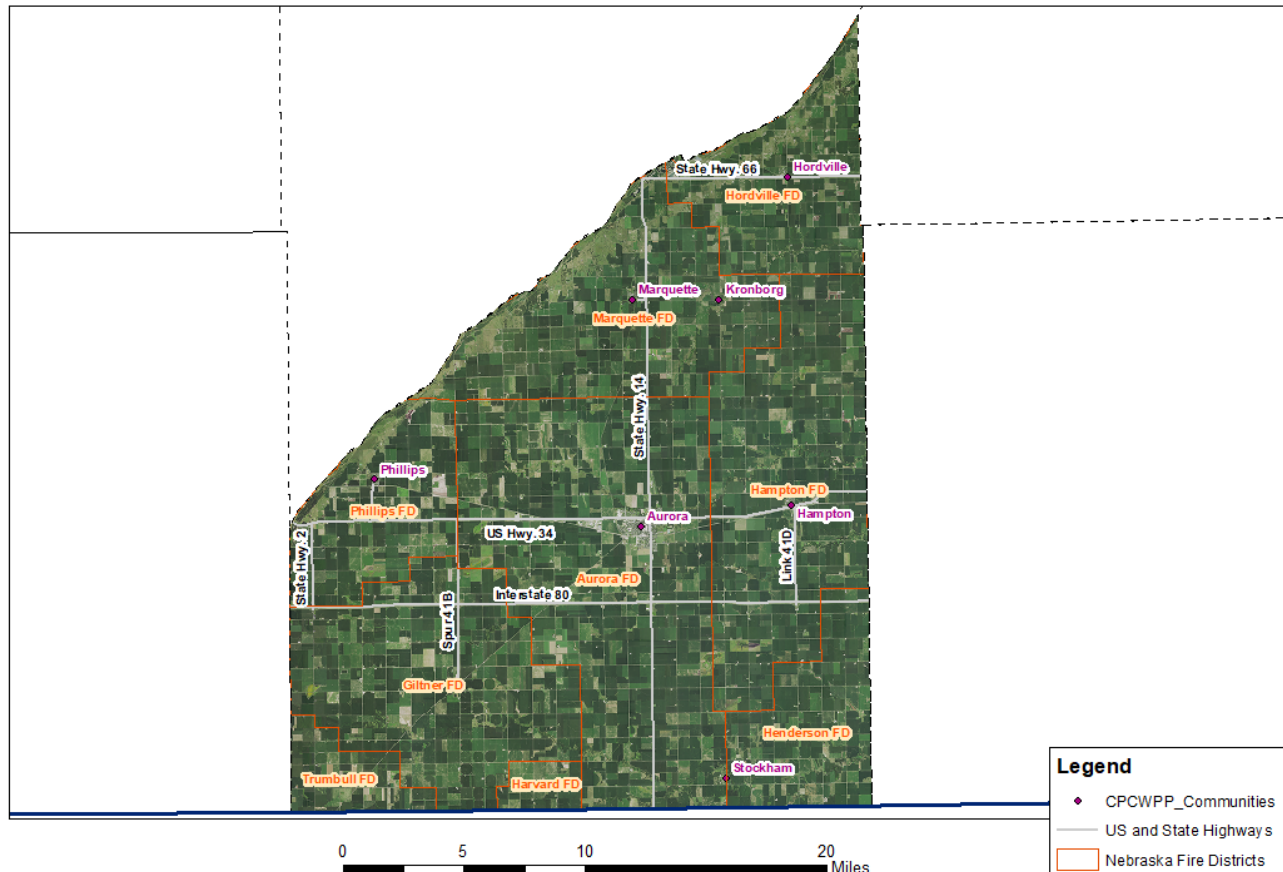 State Hwy. 66
Hordville
Hordville FD
Marquette
Kronborg
Marquette FD
State Hwy. 14
Phillips
Phillips FD
Hampton FD
Hampton
Aurora
US Hwy. 34
State Hwy. 2
Link 41D
Aurora FD
Interstate 80
Spur 41B
Giltner FD
Henderson FD
Stockham
Trumbull FD
Harvard FD
Legend
CPCWPP_Communities
US and State Highways
Nebraska Fire Districts
0 5 10 20
Miles